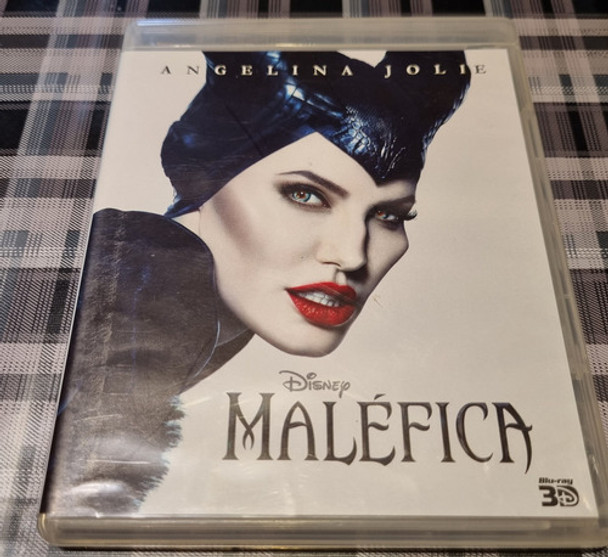 ANGELINA JOLIE
Disney
MALÉFICA
Blu-ray
3D